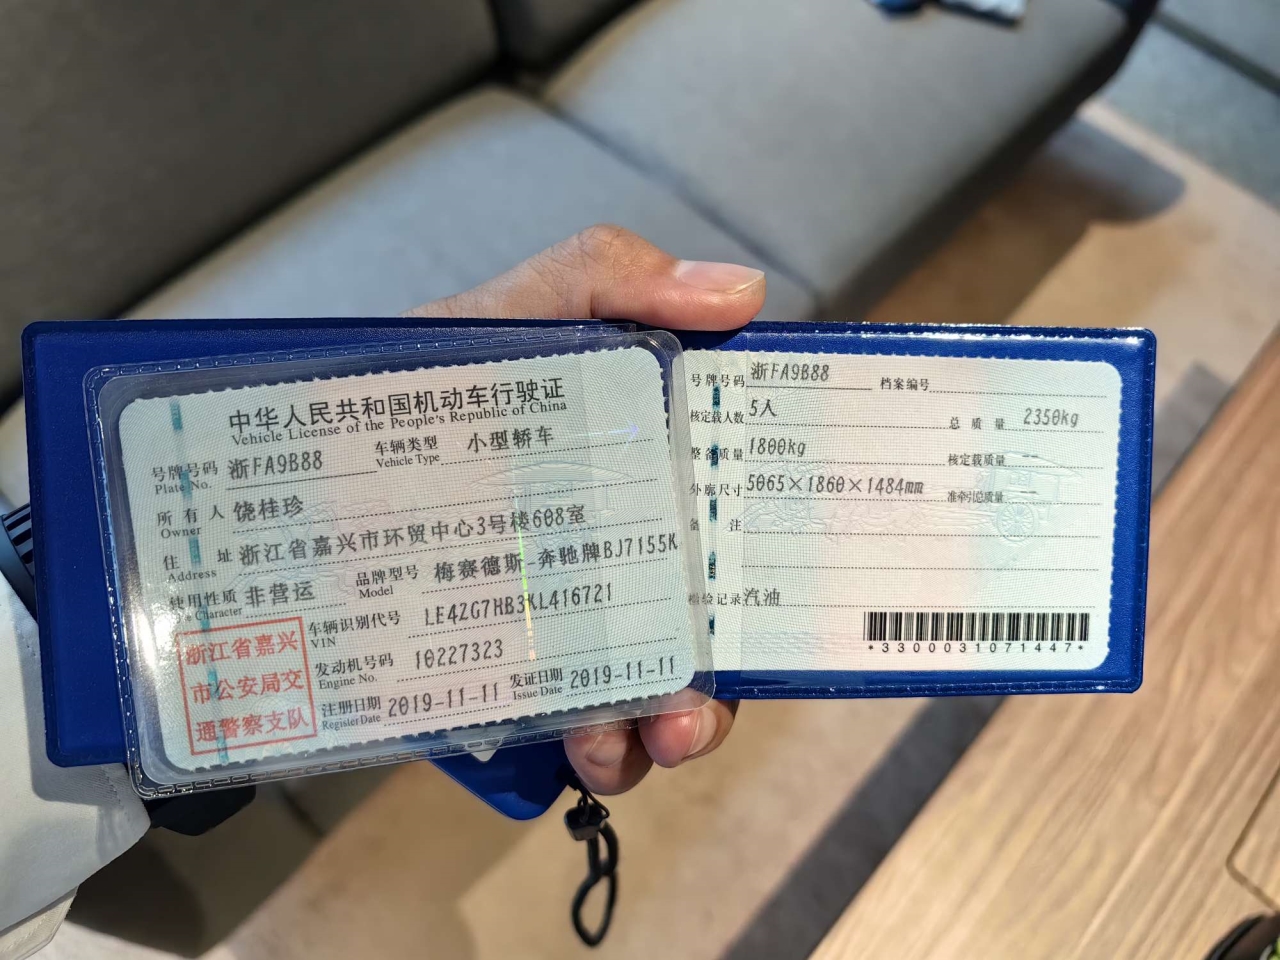 中华人民共和国机动车行驶证
Vehicle License of the People's Republic of China
号牌号码 浙FA9B88 车辆类型 小型轿车
Plate No. Vehicle Type
所有人 饶桂珍
Owner
住址 浙江省嘉兴市环贸中心3号楼608室
Address
使用性质 非营运 品牌型号 梅赛德斯-奔驰牌BJ7155K
Character Model
车辆识别代号 LE4ZG7HB3KL416721
VIN
发动机号码 10227323
Engine No.
注册日期 2019-11-11 发证日期 2019-11-11
Register Date Issue Date
浙江省嘉兴
市公安局交
通警察支队
号牌号码 浙FA9B88 档案编号
核定载人数 5人 总质量 2350kg
整备质量 1800kg 核定载质量
外廓尺寸 5065×1860×1484mm 准牵引总质量
备注
检验记录 汽油
*3300031071447*